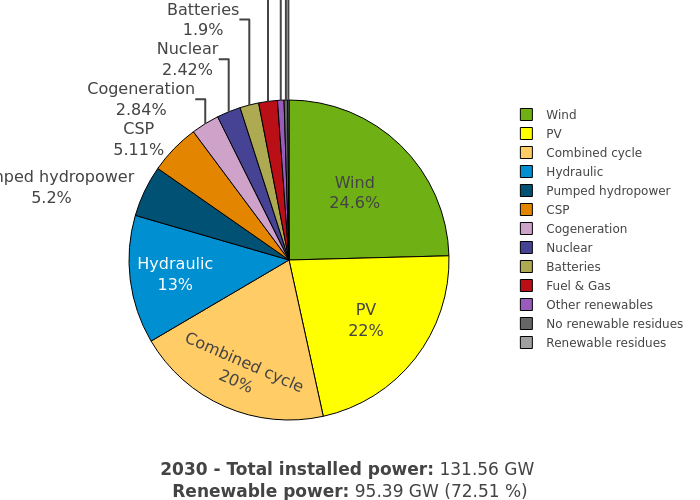 Batteries
1.9%
Nuclear
2.42%
Cogeneration
2.84%
CSP
5.11%
hydropower
5.2%
Hydraulic
13%
Combined cycle
20%
PV
22%
Wind
24.6%
Wind
PV
Combined cycle
Hydraulic
Pumped hydropower
CSP
Cogeneration
Nuclear
Batteries
Fuel & Gas
Other renewables
No renewable residues
Renewable residues
2030 - Total installed power: 131.56 GW
Renewable power: 95.39 GW (72.51 %)